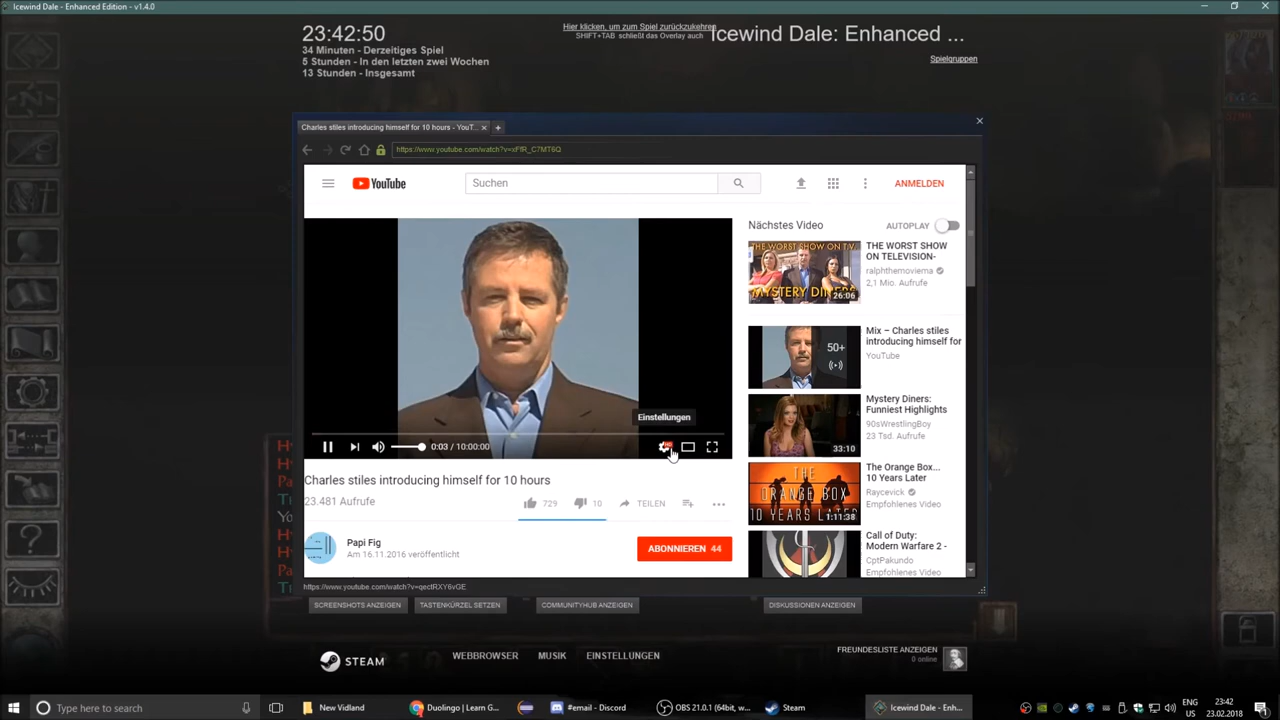 Icewind Dale - Enhanced Edition - v1.4.0
23:42:50
34 Minuten - Derzeitiges Spiel
5 Stunden - In den letzten zwei Wochen
13 Stunden - Insgesamt
Hier klicken, um zum Spiel zurückzukehren
SHIFT+TAB schließt das Overlay auch
Icewind Dale: Enhanced ...
Spielgruppen
Charles stiles introducing himself for 10 hours - YouT...
https://www.youtube.com/watch?v=xFfR_C7MT6Q
YouTube
Suchen
ANMELDEN
Einstellungen
0:03 / 10:00:00
Charles stiles introducing himself for 10 hours
23.481 Aufrufe
729
10
TEILEN
Papi Fig
Am 16.11.2016 veröffentlicht
ABONNIEREN 44
Nächstes Video
AUTOPLAY
THE WORST SHOW ON T.V.
MYSTERY DINERS
26:06
THE WORST SHOW
ON TELEVISION-
ralphthemoviema
2,1 Mio. Aufrufe
50+
Mix – Charles stiles
introducing himself for
YouTube
33:10
Mystery Diners:
Funniest Highlights
90sWrestlingBoy
23 Tsd. Aufrufe
THE
ORANGE BOX
10 YEARS LATER
1:11:38
The Orange Box...
10 Years Later
Raycevick
Empfohlenes Video
Call of Duty:
Modern Warfare 2 -
CptPakundo
Empfohlenes Video
https://www.youtube.com/watch?v=qectRXY6vGE
SCREENSHOTS ANZEIGEN
TASTENKÜRZEL SETZEN
COMMUNITYHUB ANZEIGEN
DISKUSSIONEN ANZEIGEN
STEAM
WEBBROWSER
MUSIK
EINSTELLUNGEN
FREUNDESLISTE ANZEIGEN
0 online
Type here to search
New Vidland
Duolingo | Learn G...
#email - Discord
OBS 21.0.1 (64bit, w...
Steam
Icewind Dale - Enh...
ENG
US
23:42
23.02.2018